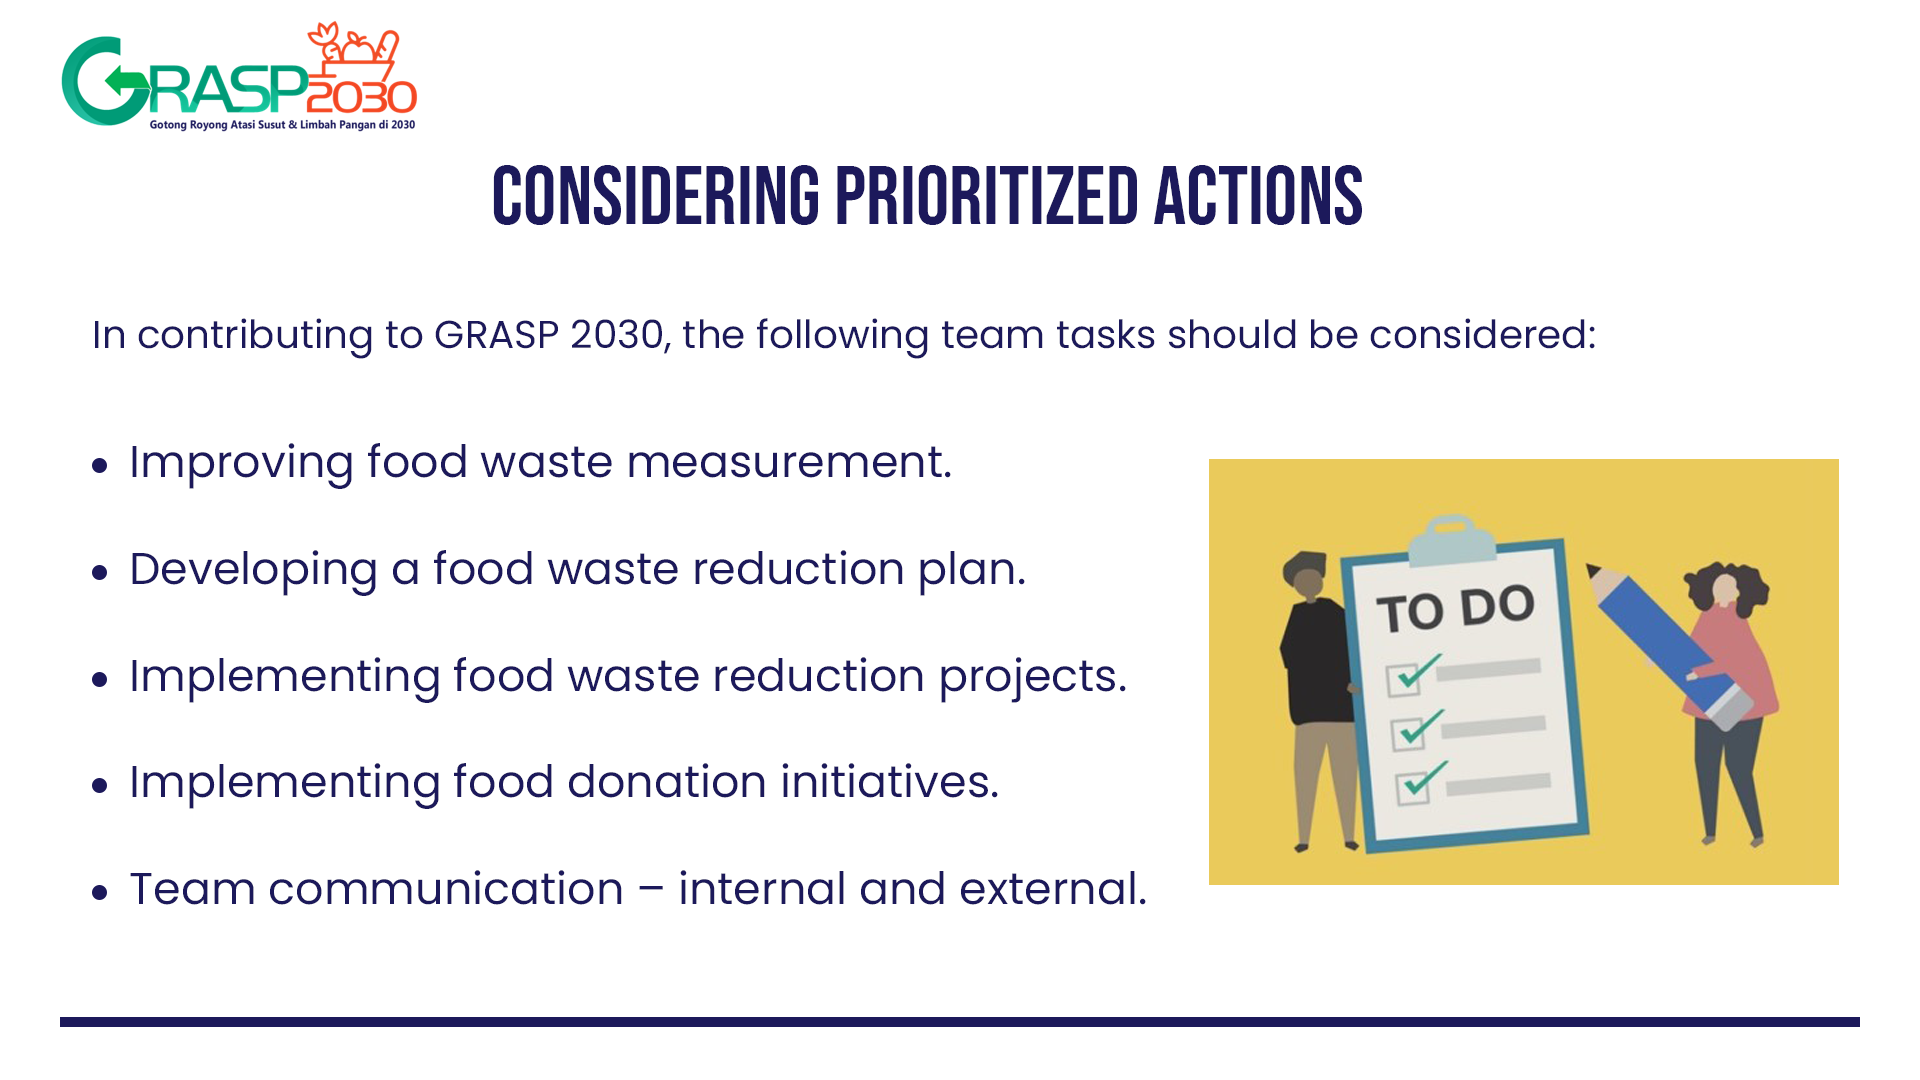 GRASP 2030
Gotong Royong Atasi Susut & Limbah Pangan di 2030
CONSIDERING PRIORITIZED ACTIONS
In contributing to GRASP 2030, the following team tasks should be considered:
• Improving food waste measurement.
• Developing a food waste reduction plan.
• Implementing food waste reduction projects.
• Implementing food donation initiatives.
• Team communication – internal and external.
TO DO